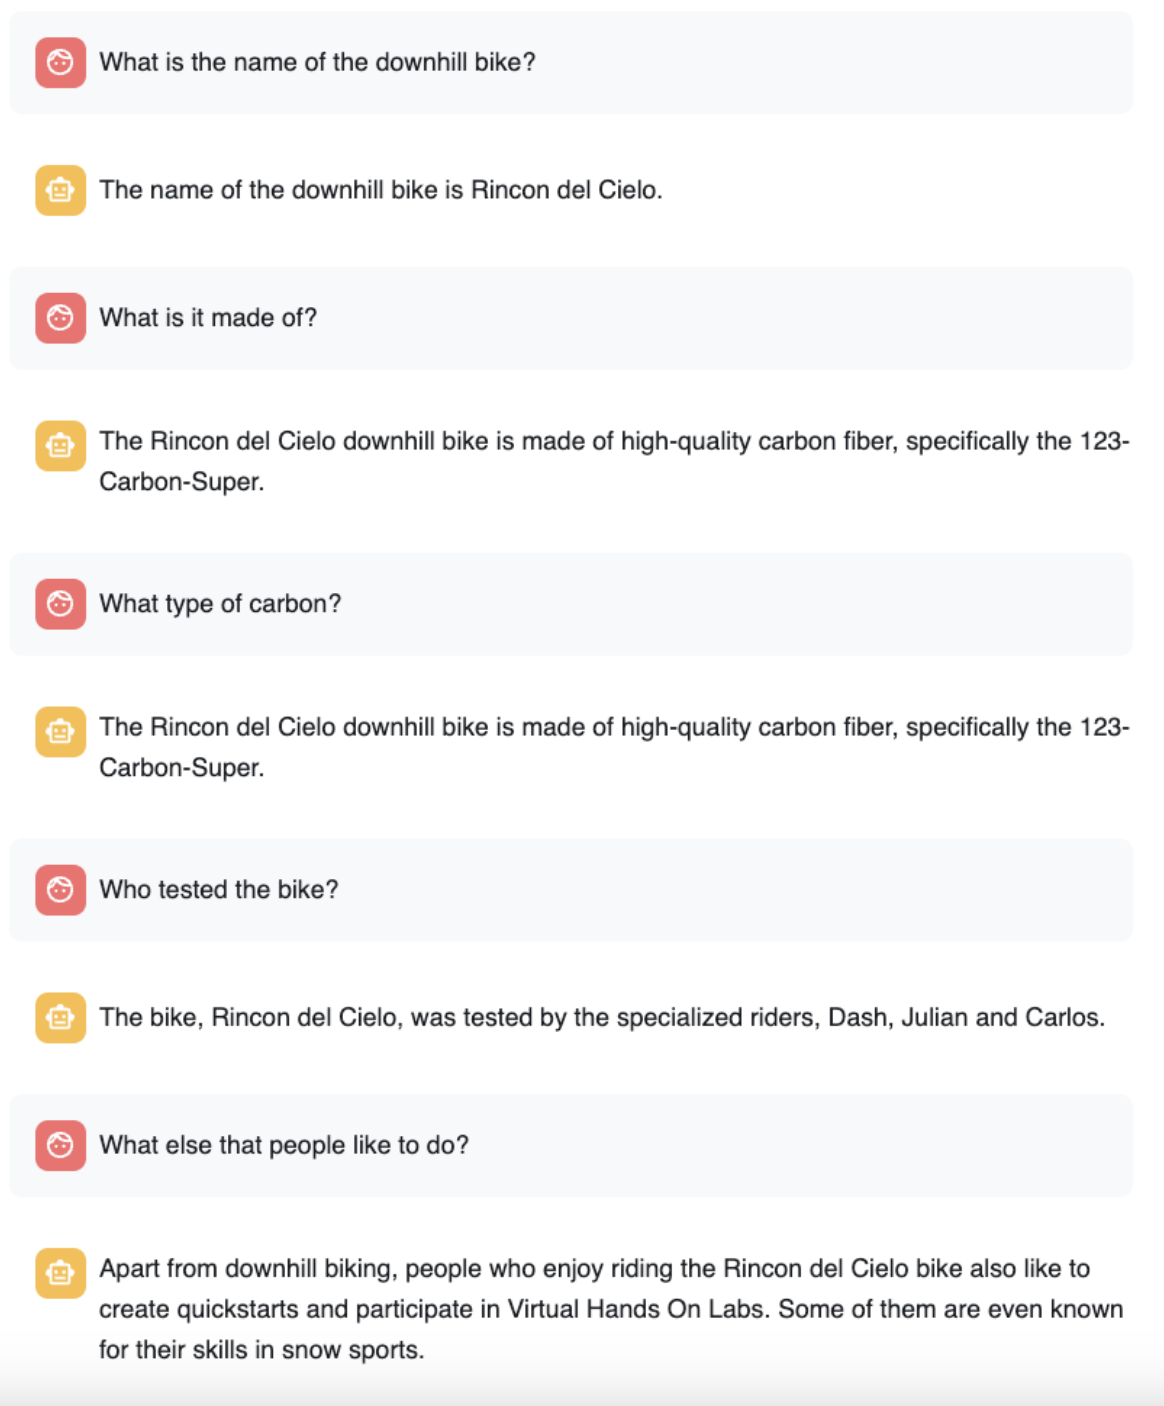 What is the name of the downhill bike?
The name of the downhill bike is Rincon del Cielo.
What is it made of?
The Rincon del Cielo downhill bike is made of high-quality carbon fiber, specifically the 123-
Carbon-Super.
What type of carbon?
The Rincon del Cielo downhill bike is made of high-quality carbon fiber, specifically the 123-
Carbon-Super.
Who tested the bike?
The bike, Rincon del Cielo, was tested by the specialized riders, Dash, Julian and Carlos.
What else that people like to do?
Apart from downhill biking, people who enjoy riding the Rincon del Cielo bike also like to
create quickstarts and participate in Virtual Hands On Labs. Some of them are even known
for their skills in snow sports.